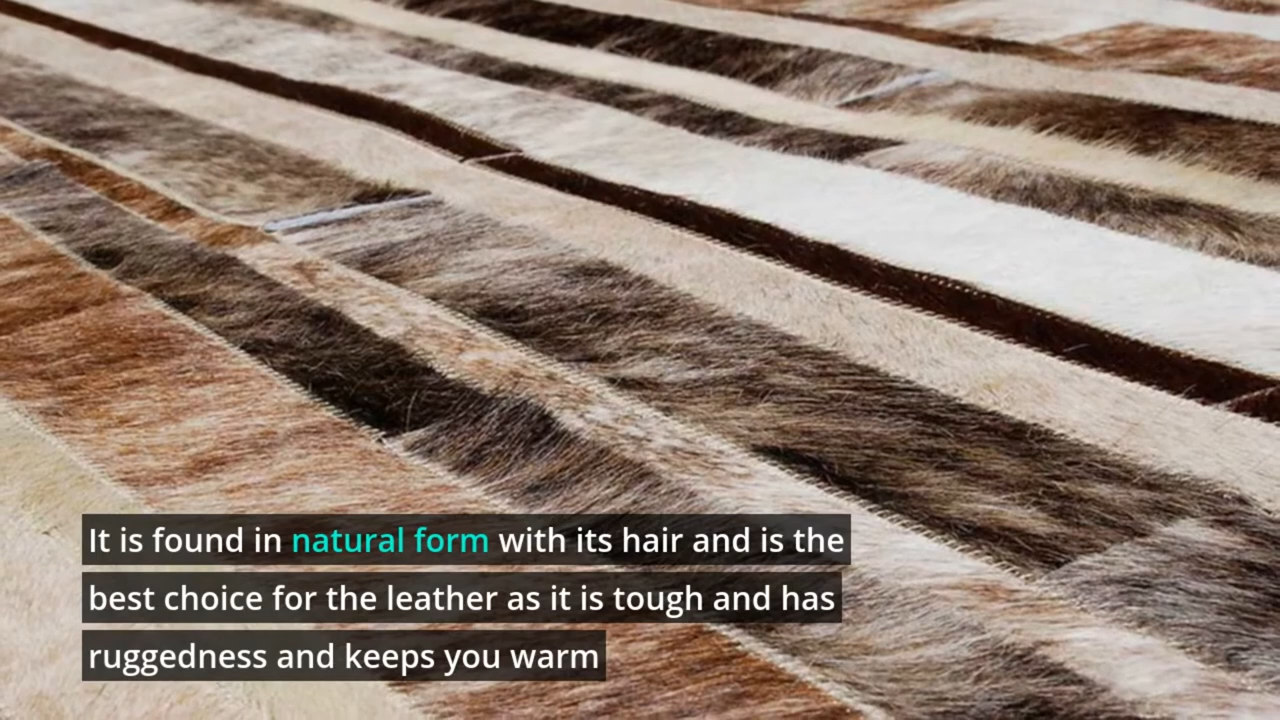 It is found in natural form with its hair and is the
best choice for the leather as it is tough and has
ruggedness and keeps you warm